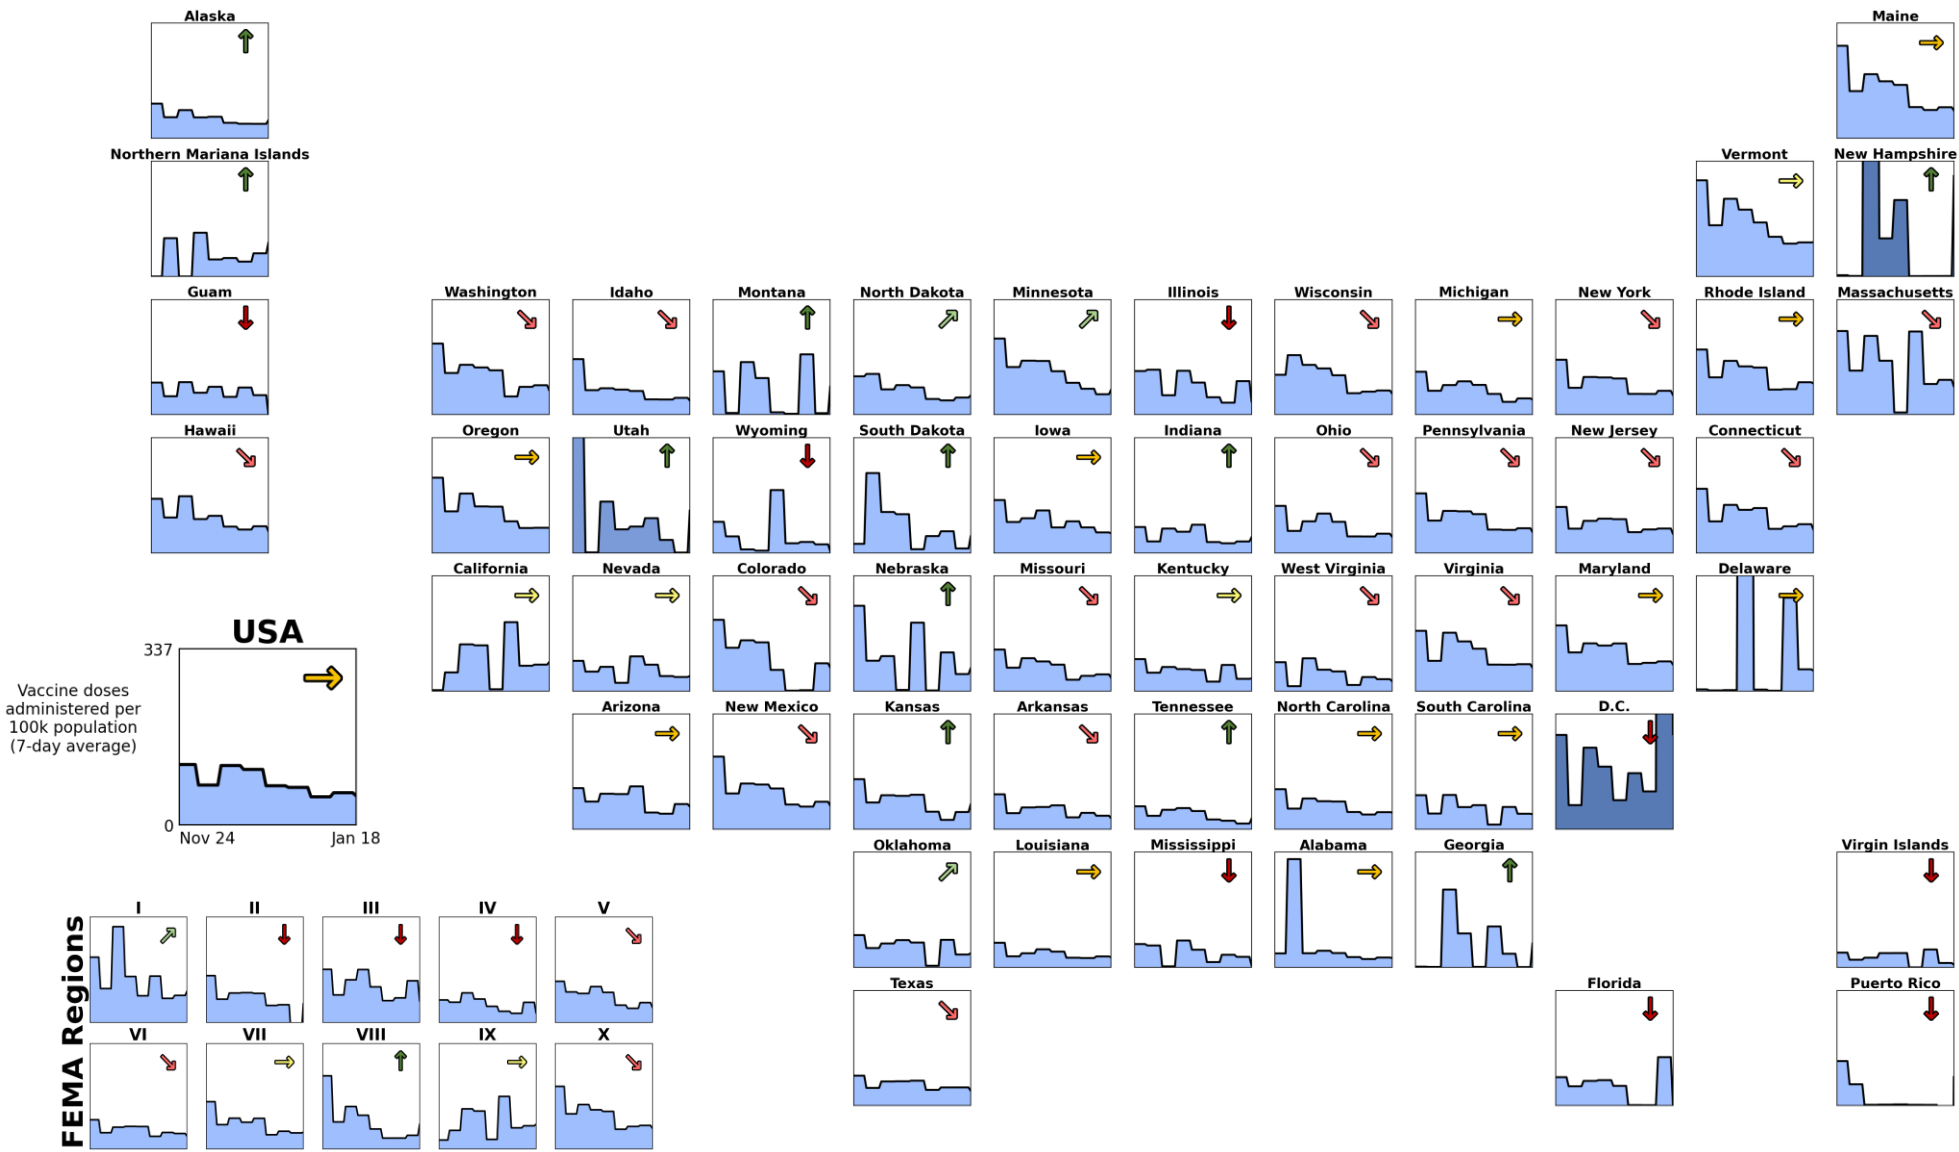 Alaska
Maine
Northern Mariana Islands
Vermont
New Hampshire
Guam
Washington
Idaho
Montana
North Dakota
Minnesota
Illinois
Wisconsin
Michigan
New York
Rhode Island
Massachusetts
Hawaii
Oregon
Utah
Wyoming
South Dakota
Iowa
Indiana
Ohio
Pennsylvania
New Jersey
Connecticut
California
Nevada
Colorado
Nebraska
Missouri
Kentucky
West Virginia
Virginia
Maryland
Delaware
USA
337
Vaccine doses
administered per
100k population
(7-day average)
0
Nov 24
Jan 18
Arizona
New Mexico
Kansas
Arkansas
Tennessee
North Carolina
South Carolina
D.C.
Oklahoma
Louisiana
Mississippi
Alabama
Georgia
Virgin Islands
Texas
Florida
Puerto Rico
FEMA Regions
I
II
III
IV
V
VI
VII
VIII
IX
X